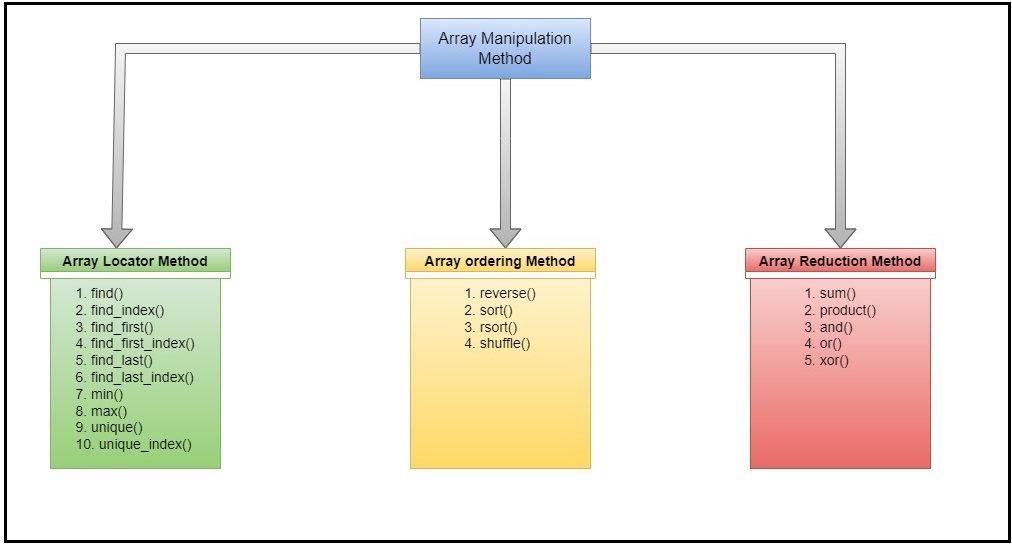 Array Manipulation
Method
Array Locator Method
1. find()
2. find_index()
3. find_first()
4. find_first_index()
5. find_last()
6. find_last_index()
7. min()
8. max()
9. unique()
10. unique_index()
Array ordering Method
1. reverse()
2. sort()
3. rsort()
4. shuffle()
Array Reduction Method
1. sum()
2. product()
3. and()
4. or()
5. xor()